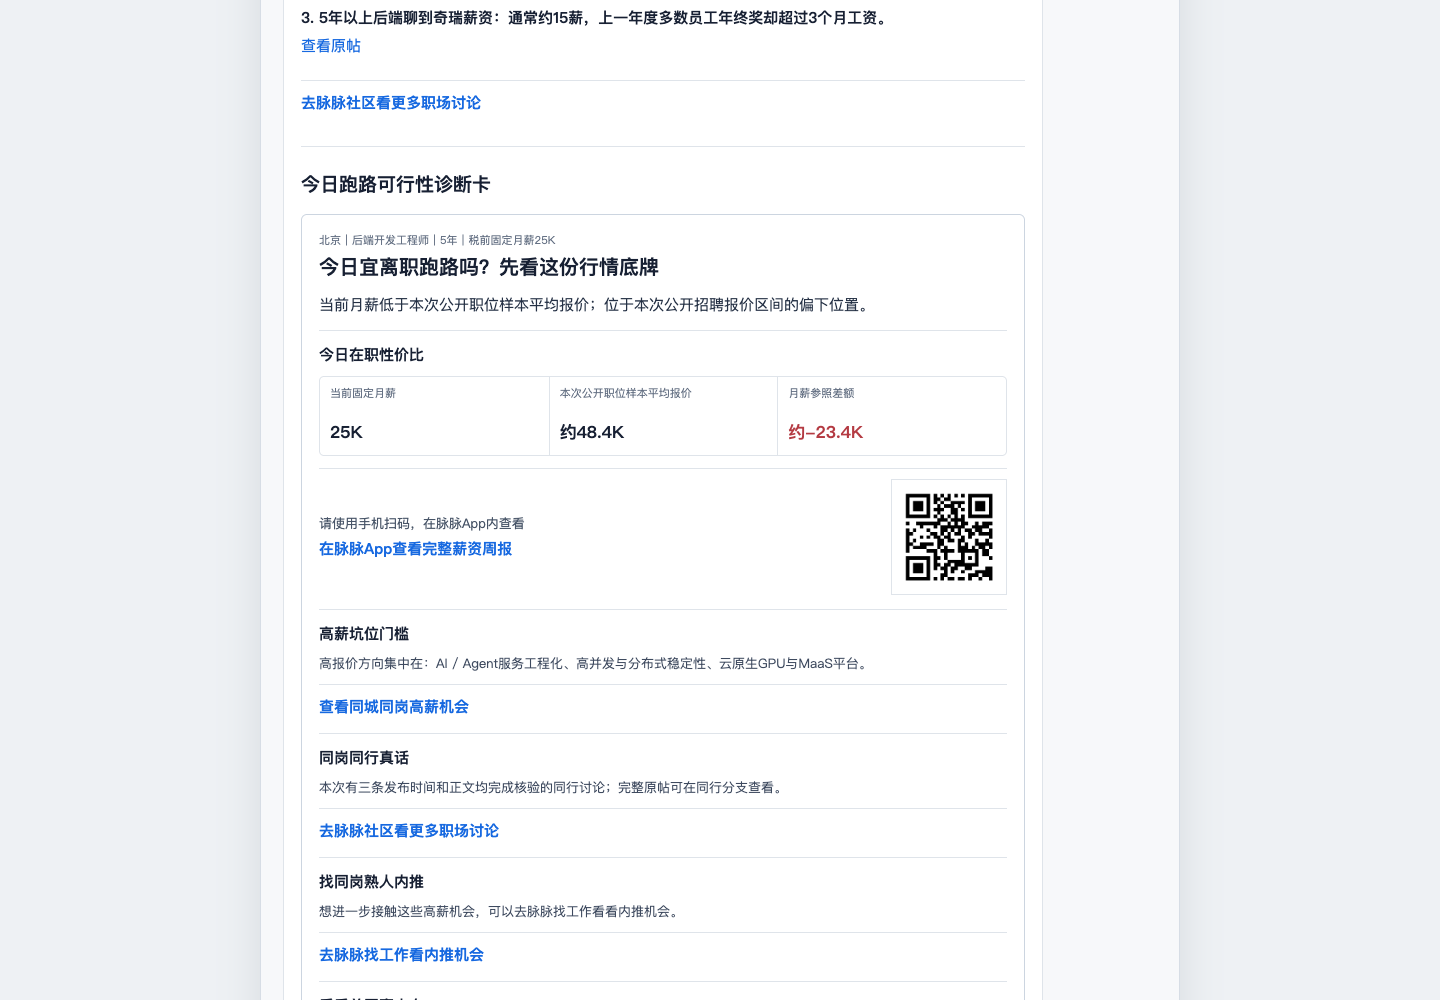 3. 5年以上后端聊到奇瑞薪资：通常约15薪，上一年度多数员工年终奖却超过3个月工资。
查看原帖
去脉脉社区看更多职场讨论
今日跑路可行性诊断卡
北京｜后端开发工程师｜5年｜税前固定月薪25K
今日宜离职跑路吗？先看这份行情底牌
当前月薪低于本次公开职位样本平均报价；位于本次公开招聘报价区间的偏下位置。
今日在职性价比
当前固定月薪
本次公开职位样本平均报价
月薪参照差额
25K
约48.4K
约-23.4K
请使用手机扫码，在脉脉App内查看
在脉脉App查看完整薪资周报
高薪坑位门槛
高报价方向集中在：AI / Agent服务工程化、高并发与分布式稳定性、云原生GPU与MaaS平台。
查看同城同岗高薪机会
同岗同行真话
本次有三条发布时间和正文均完成核验的同行讨论；完整原帖可在同行分支查看。
去脉脉社区看更多职场讨论
找同岗熟人内推
想进一步接触这些高薪机会，可以去脉脉找工作看看内推机会。
去脉脉找工作看内推机会